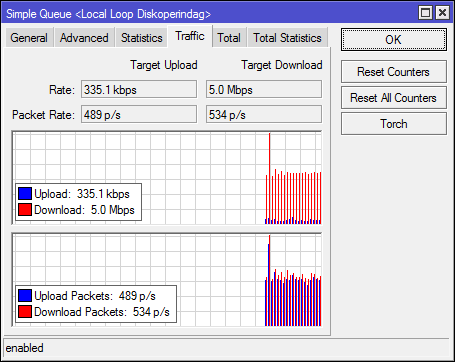 Simple Queue <Local Loop Diskoperindag>
General Advanced Statistics Traffic Total Total Statistics
Target Upload Target Download
Rate: 335.1 kbps 5.0 Mbps
Packet Rate: 489 p/s 534 p/s
Upload: 335.1 kbps
Download: 5.0 Mbps
Upload Packets: 489 p/s
Download Packets: 534 p/s
OK
Reset Counters
Reset All Counters
Torch
enabled